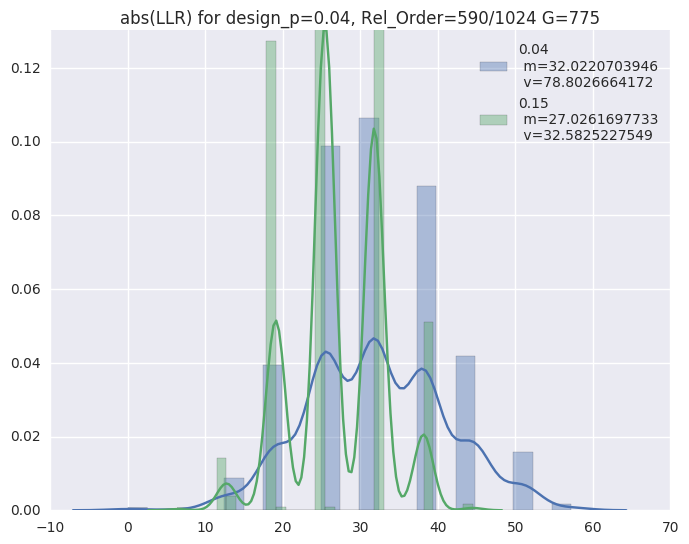 abs(LLR) for design_p=0.04, Rel_Order=590/1024 G=775
0.12
0.10
0.08
0.06
0.04
0.02
0.00
0.04
m=32.0220703946
v=78.8026664172
0.15
m=27.0261697733
v=32.5825227549
−10 0 10 20 30 40 50 60 70